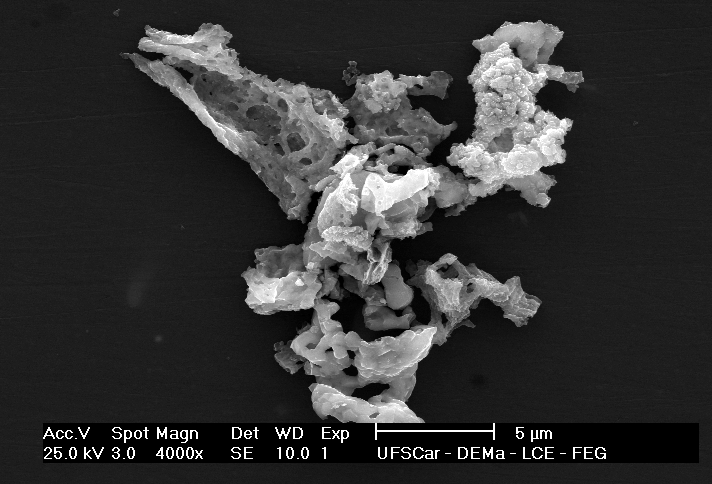 Acc.V Spot Magn Det WD Exp 5 µm
25.0 kV 3.0 4000x SE 10.0 1 UFSCar - DEMa - LCE - FEG